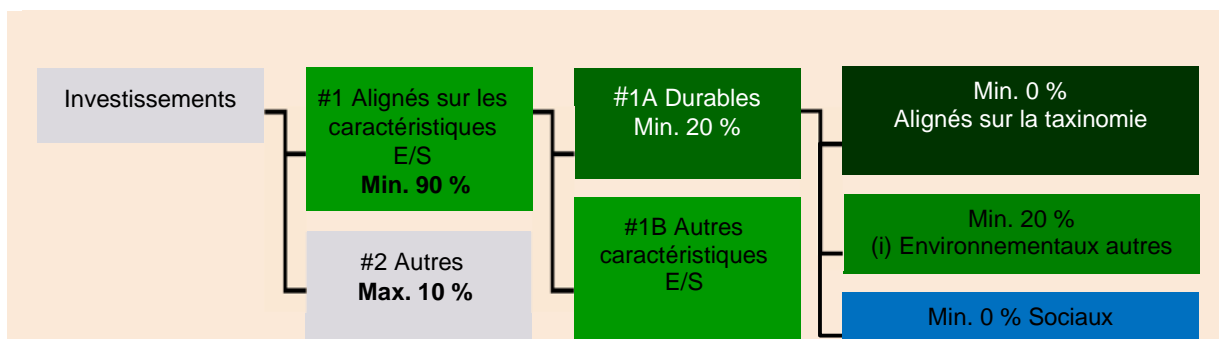 Investissements
#1 Alignés sur les
caractéristiques
E/S
Min. 90 %
#2 Autres
Max. 10 %
#1A Durables
Min. 20 %
#1B Autres
caractéristiques
E/S
Min. 0 %
Alignés sur la taxinomie
Min. 20 %
(i) Environnementaux autres
Min. 0 % Sociaux